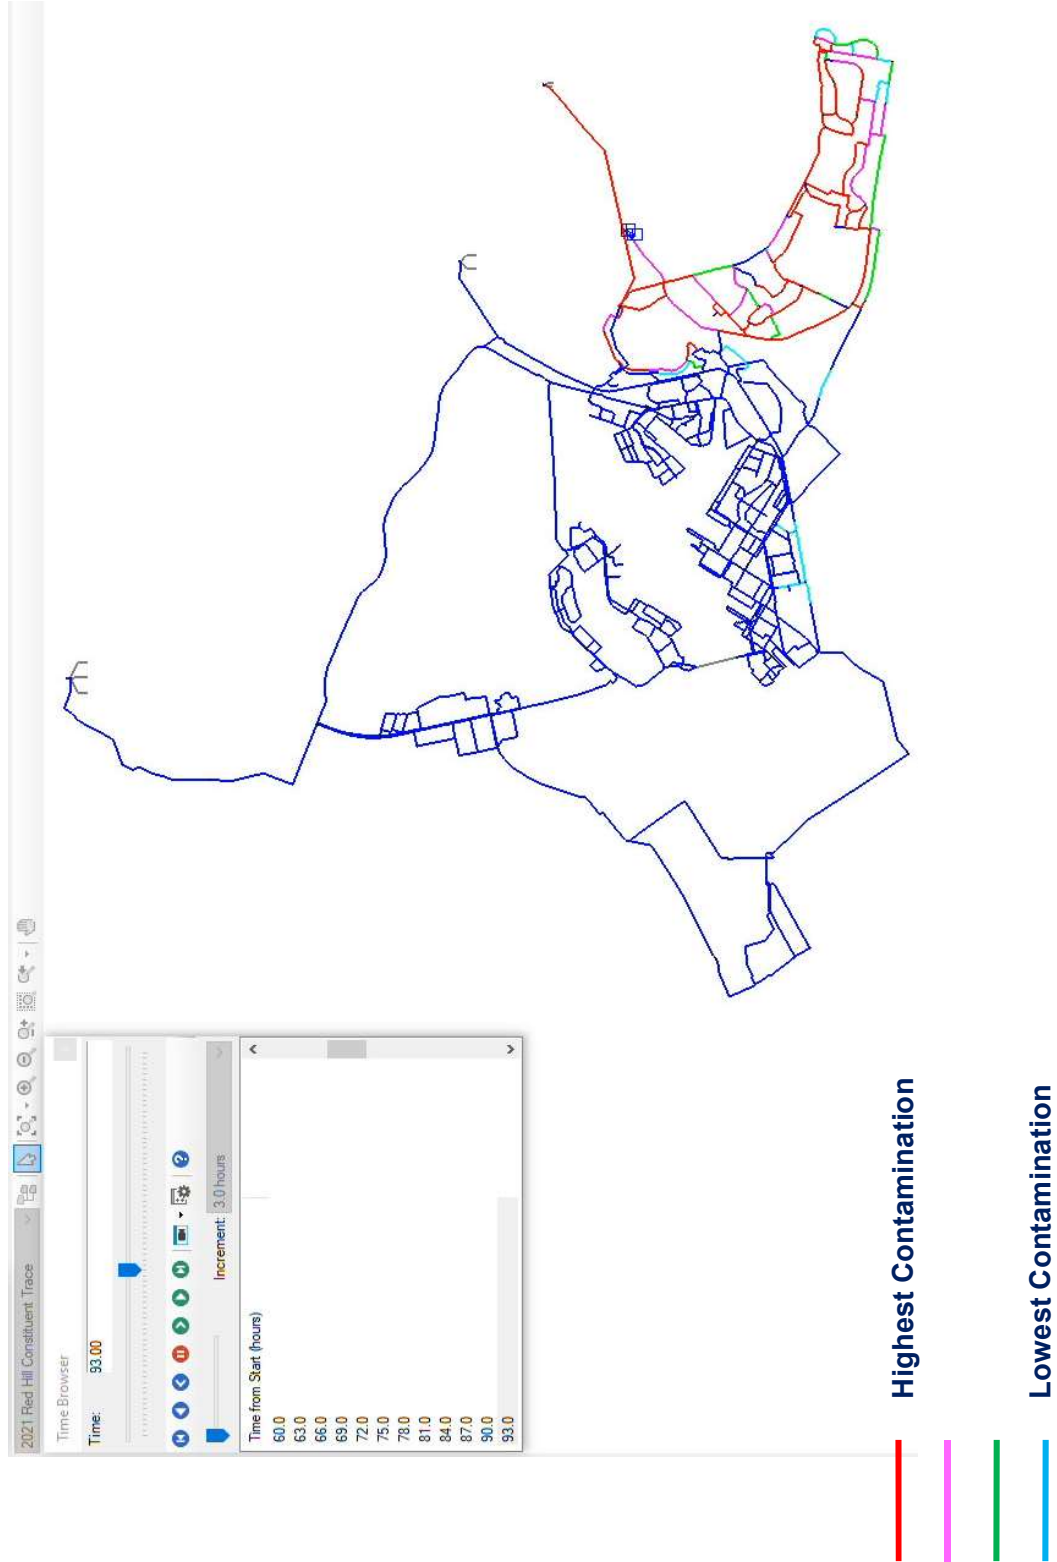 2021 Red Hill Constituent Trace
Time Browser
Time:
93.00
Increment:
3.0 hours
Time from Start (hours)
60.0
63.0
66.0
69.0
72.0
75.0
78.0
81.0
84.0
87.0
90.0
93.0
Highest Contamination
Lowest Contamination